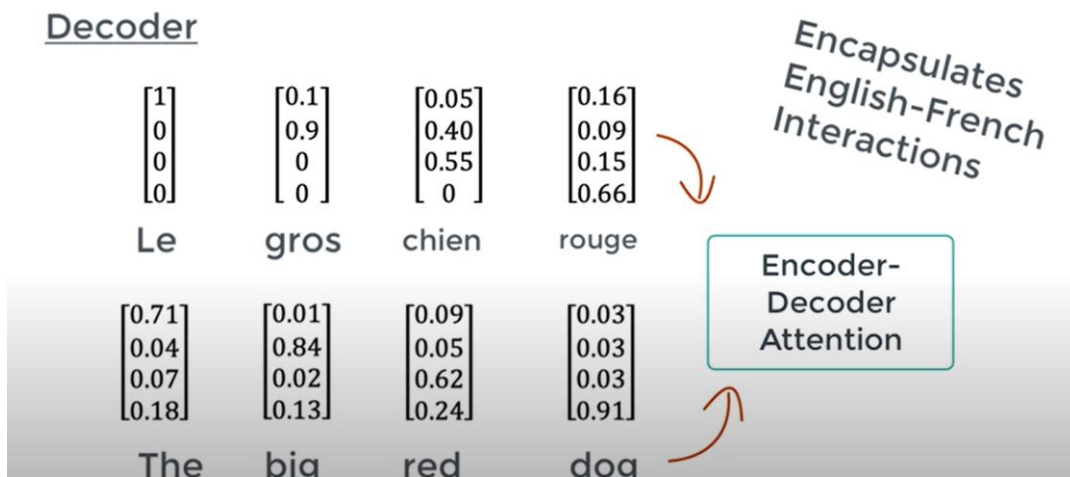 Decoder
Encapsulates
English-French
Interactions
[1] [0.1] [0.05] [0.16]
0 0.9 0.40 0.09
0 0 0.55 0.15
[0] [0] [0] [0.66]
Le gros chien rouge
Encoder-
Decoder
Attention
[0.71] [0.01] [0.09] [0.03]
0.04 0.84 0.05 0.03
0.07 0.02 0.62 0.03
[0.18] [0.13] [0.24] [0.91]
The big red dog